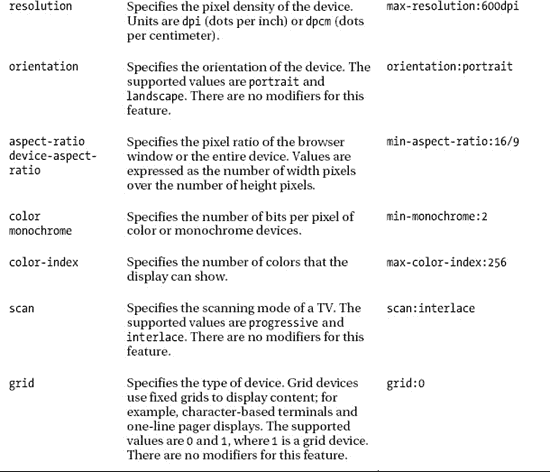 resolution Specifies the pixel density of the device. max-resolution:600dpi
Units are dpi (dots per inch) or dpcm (dots
per centimeter).
orientation Specifies the orientation of the device. The orientation:portrait
supported values are portrait and
landscape. There are no modifiers for this
feature.
aspect-ratio Specifies the pixel ratio of the browser min-aspect-ratio:16/9
device-aspect- window or the entire device. Values are
ratio expressed as the number of width pixels
over the number of height pixels.
color Specifies the number of bits per pixel of min-monochrome:2
monochrome color or monochrome devices.
color-index Specifies the number of colors that the max-color-index:256
display can show.
scan Specifies the scanning mode of a TV. The scan:interlace
supported values are progressive and
interlace. There are no modifiers for this
feature.
grid Specifies the type of device. Grid devices grid:0
use fixed grids to display content; for
example, character-based terminals and
one-line pager displays. The supported
values are 0 and 1, where 1 is a grid device.
There are no modifiers for this feature.